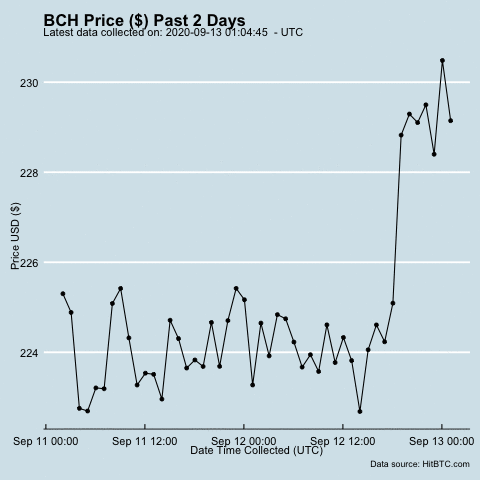 BCH Price ($) Past 2 Days
Latest data collected on: 2020-09-13 01:04:45 - UTC
230
228
226
224
Price USD ($)
Sep 11 00:00 Sep 11 12:00 Sep 12 00:00 Sep 12 12:00 Sep 13 00:00
Date Time Collected (UTC)
Data source: HitBTC.com